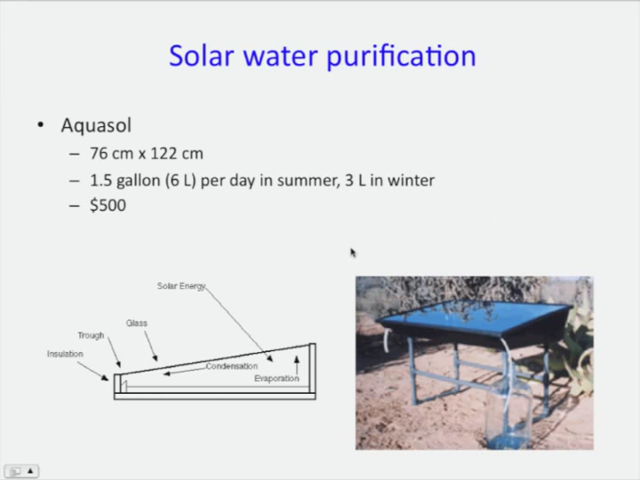 Solar water purification
• Aquasol
– 76 cm x 122 cm
– 1.5 gallon (6 L) per day in summer, 3 L in winter
– $500
Solar Energy
Glass
Trough
Insulation
Condensation
Evaporation